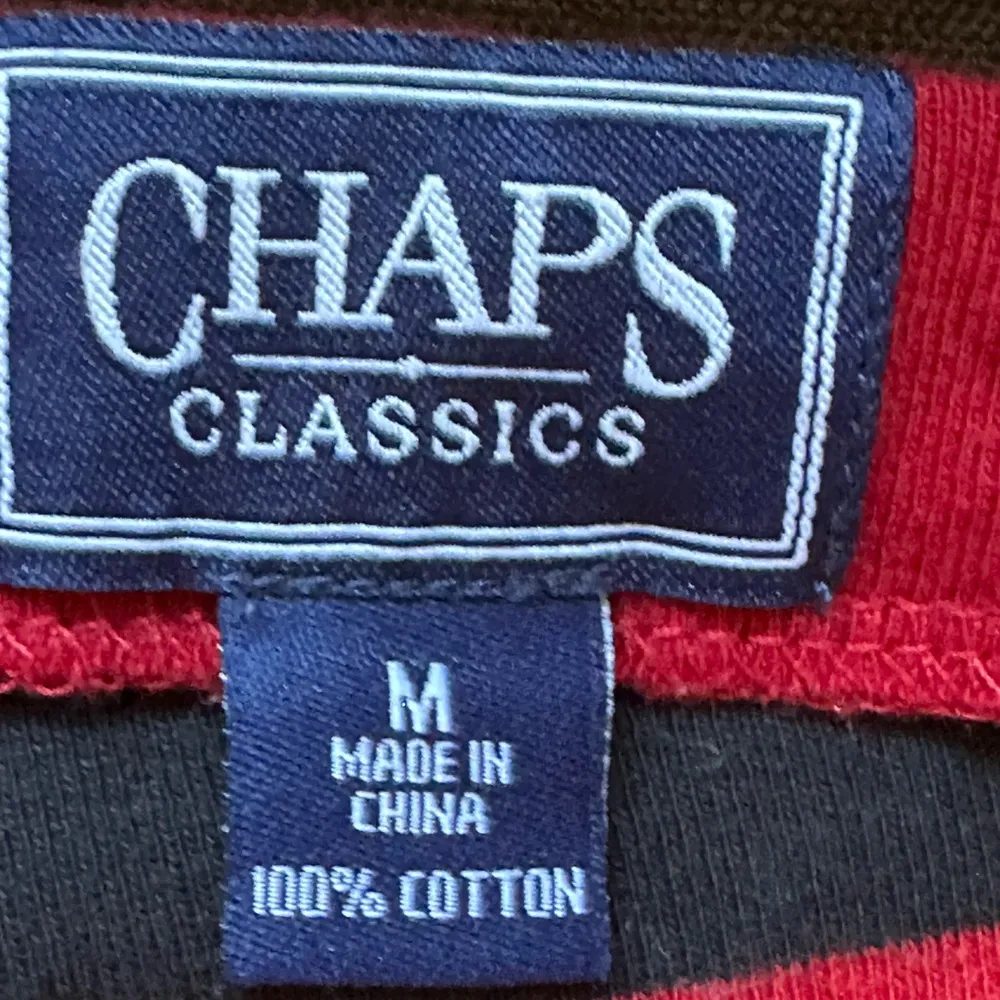 CHAPS
CLASSICS
M
MADE IN
CHINA
100% COTTON